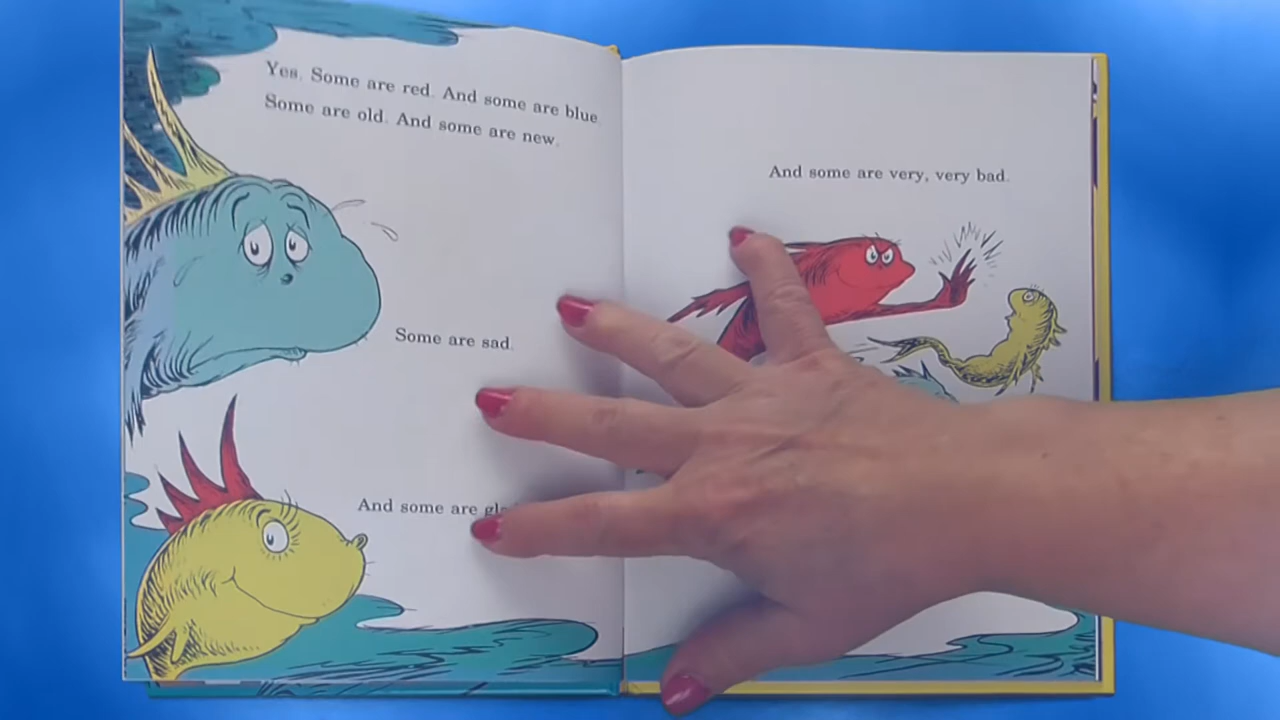 Yes. Some are red. And some are blue
Some are old. And some are new.
Some are sad.
And some are
And some are very, very bad.